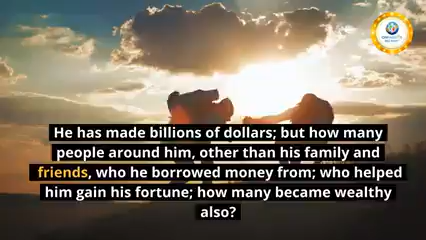 He has made billions of dollars; but how many
people around him, other than his family and
friends, who he borrowed money from; who helped
him gain his fortune; how many became wealthy
also?